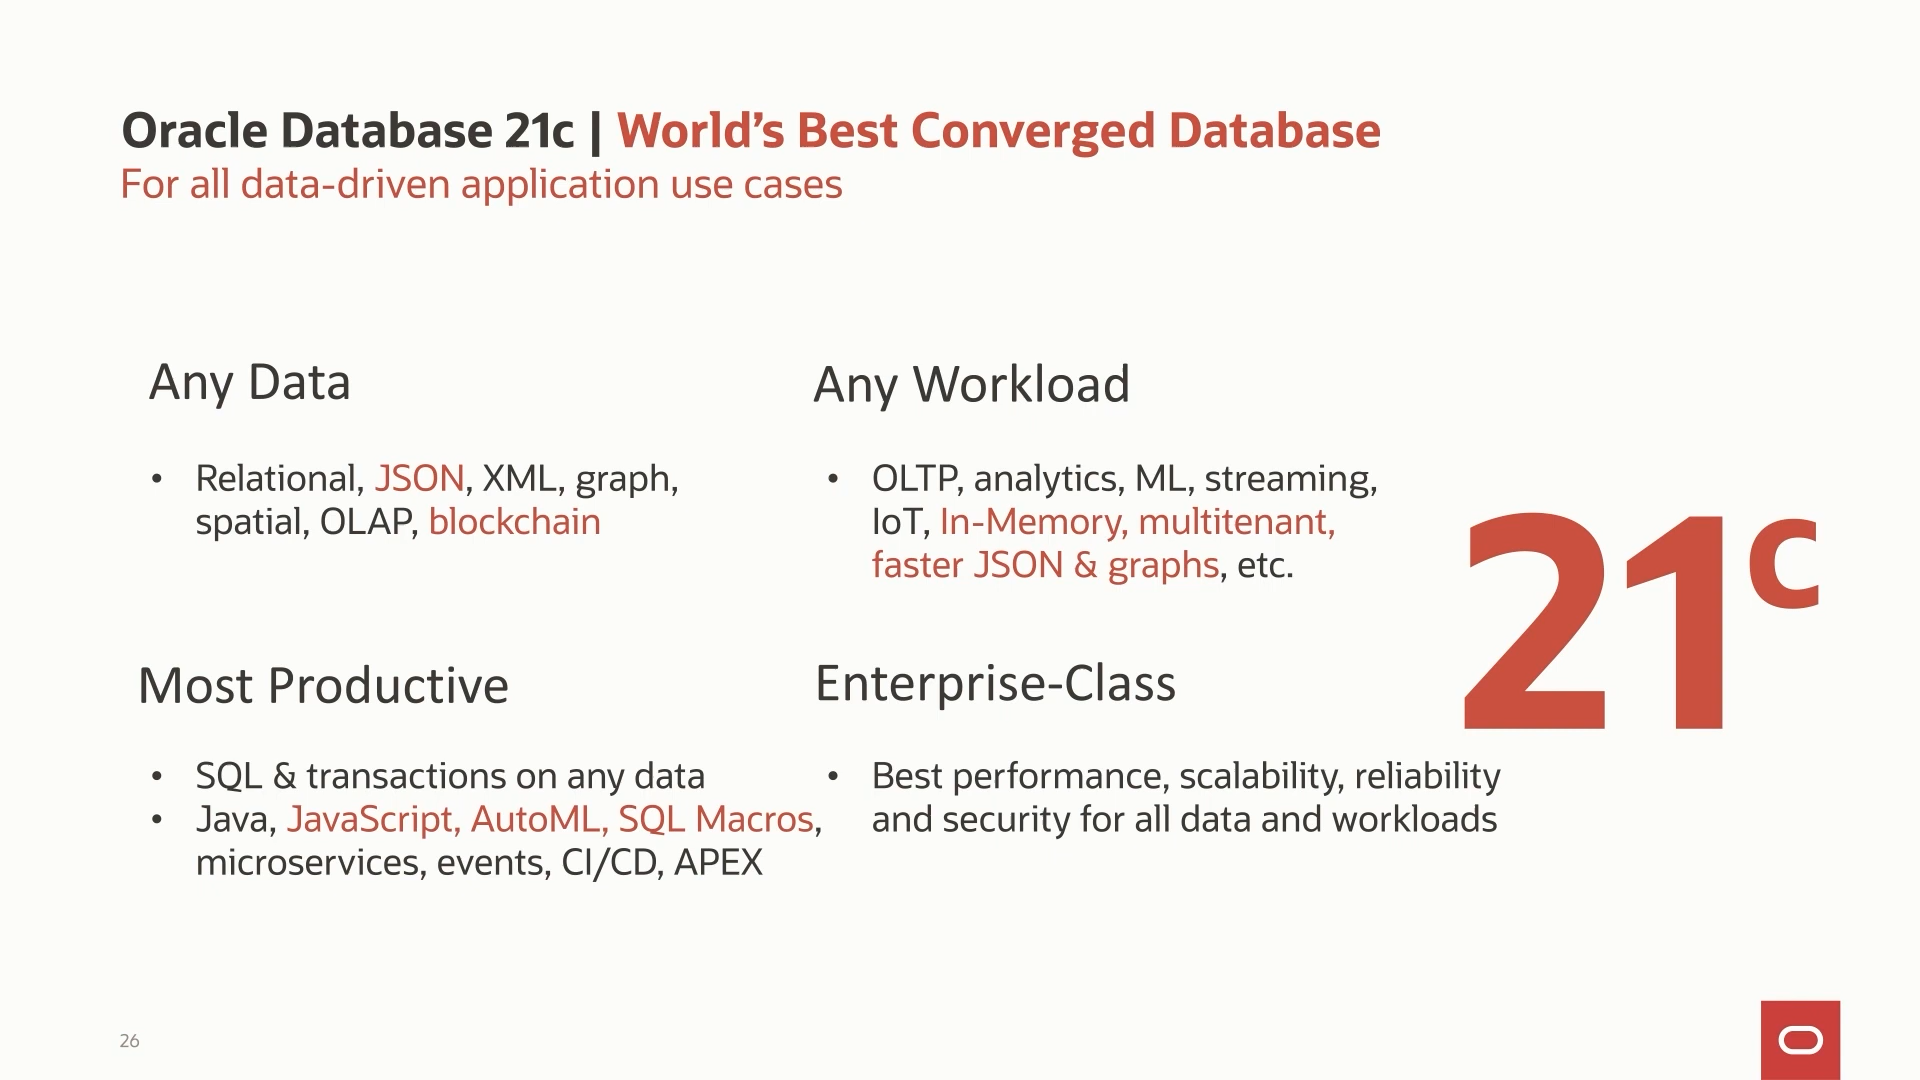 Oracle Database 21c | World’s Best Converged Database
For all data-driven application use cases
Any Data
• Relational, JSON, XML, graph,
spatial, OLAP, blockchain
Any Workload
• OLTP, analytics, ML, streaming,
IoT, In-Memory, multitenant,
faster JSON & graphs, etc.
Most Productive
• SQL & transactions on any data
• Java, JavaScript, AutoML, SQL Macros,
microservices, events, CI/CD, APEX
Enterprise-Class
• Best performance, scalability, reliability
and security for all data and workloads
21c
26